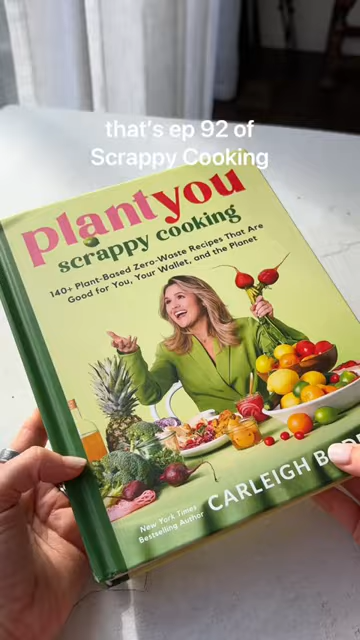 that's ep 92 of
Scrappy Cooking
plantyou
scrappy cooking
140+ Plant-Based Zero-Waste Recipes That Are
Good for You, Your Wallet, and the Planet
New York Times
Bestselling Author
CARLEIGH